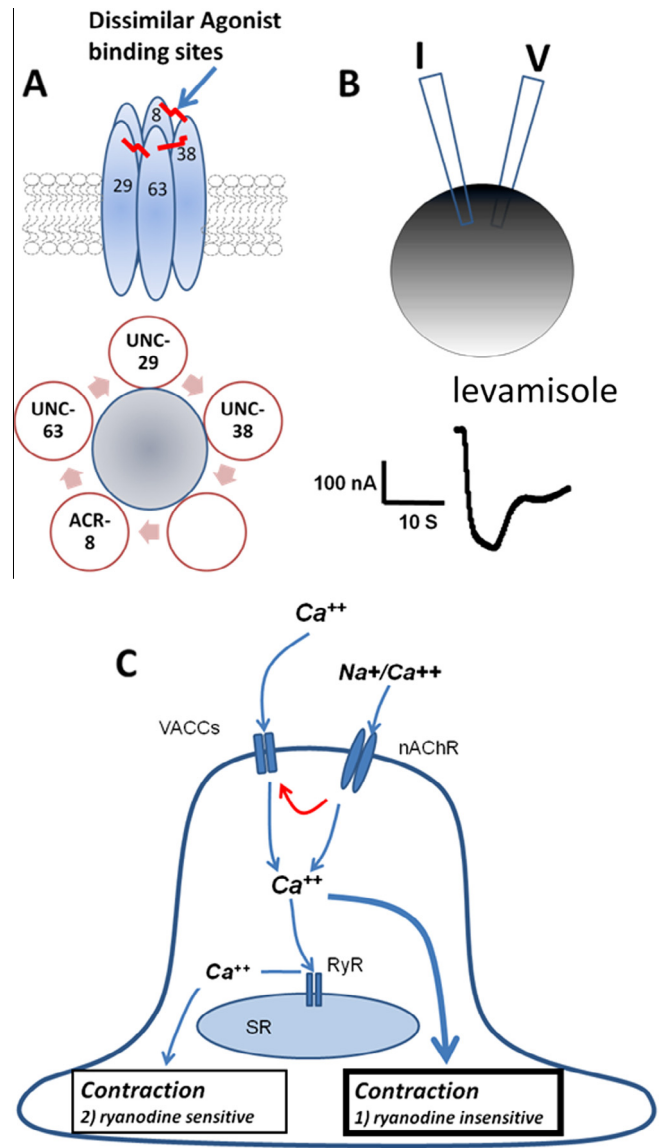 Dissimilar Agonist
binding sites
A
8
38
29
63
UNC-
29
UNC-
63
UNC-
38
ACR-
8
B
I
V
levamisole
100 nA
10 S
C
Ca++
Na+/Ca++
VACCs
nAChR
Ca++
Ca++
RyR
SR
Contraction
2) ryanodine sensitive
Contraction
1) ryanodine insensitive